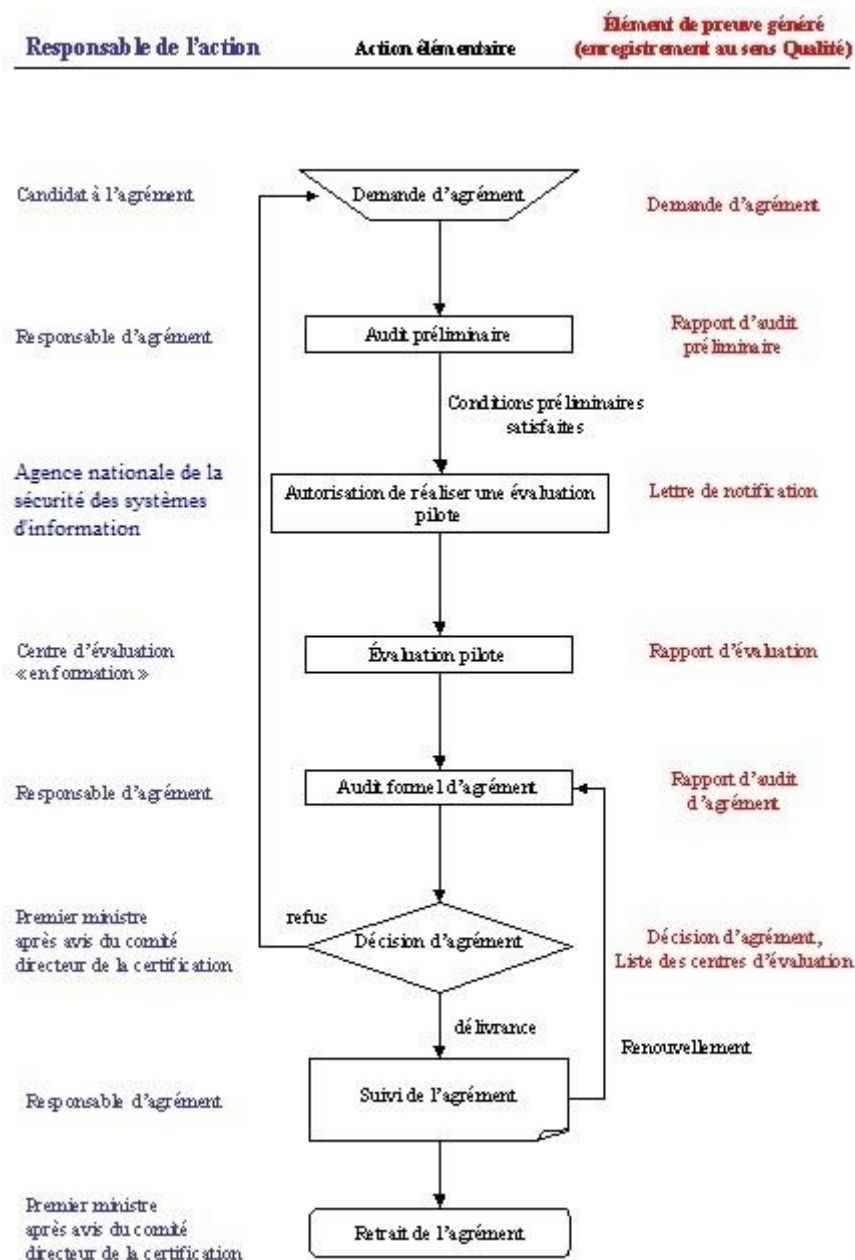 Responsable de l'action
Action élémentaire
Élément de preuve généré
(enregistrement au sens Qualité)
Candidat à l'agrément
Demande d'agrément
Demande d'agrément
Responsable d'agrément
Audit préliminaire
Rapport d'audit
préliminaire
Conditions préliminaires
satisfaites
Agence nationale de la
sécurité des systèmes
d'information
Autorisation de réaliser une évaluation
pilote
Lettre de notification
Centre d'évaluation
« en formation »
Évaluation pilote
Rapport d'évaluation
Responsable d'agrément
Audit formel d'agrément
Rapport d'audit
d'agrément
Premier ministre
après avis du comité
directeur de la certification
refus
Décision d'agrément
Décision d'agrément,
Liste des centres d'évaluation
délivrance
Renouvellement
Responsable d'agrément
Suivi de l'agrément
Premier ministre
après avis du comité
directeur de la certification
Retrait de l'agrément